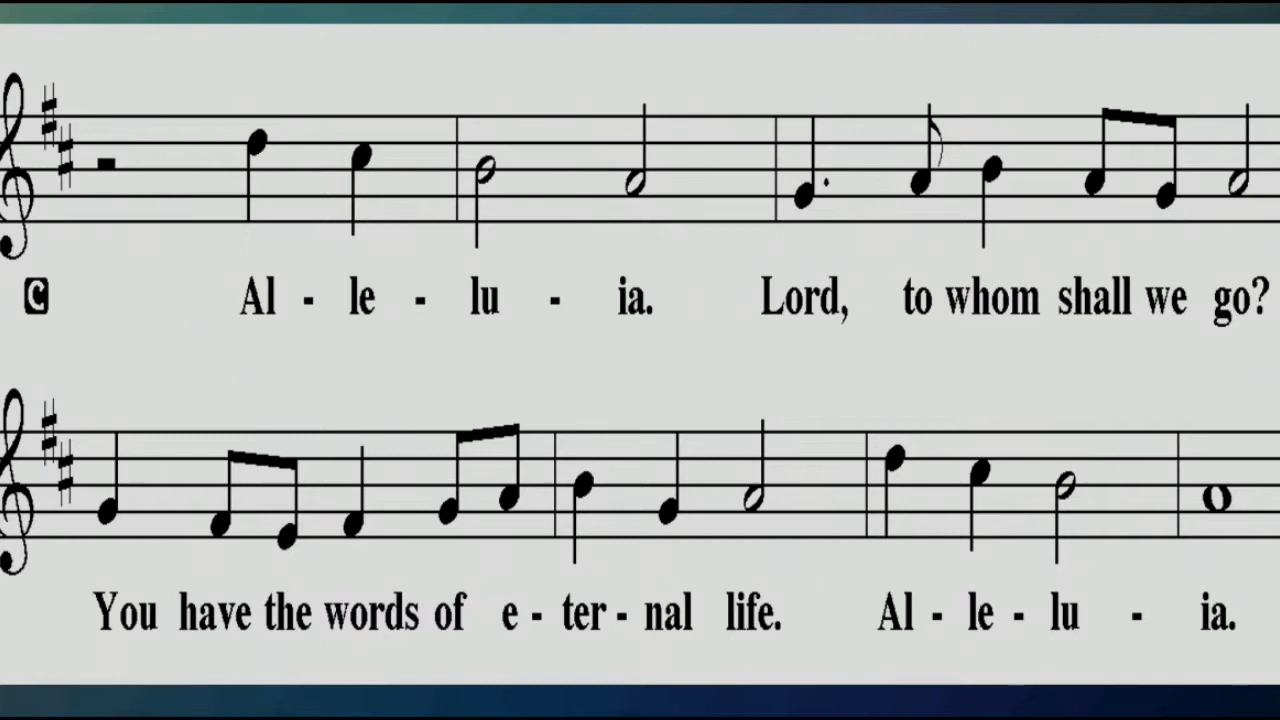 C Al - le - lu - ia. Lord, to whom shall we go?
You have the words of e - ter - nal life. Al - le - lu - ia.